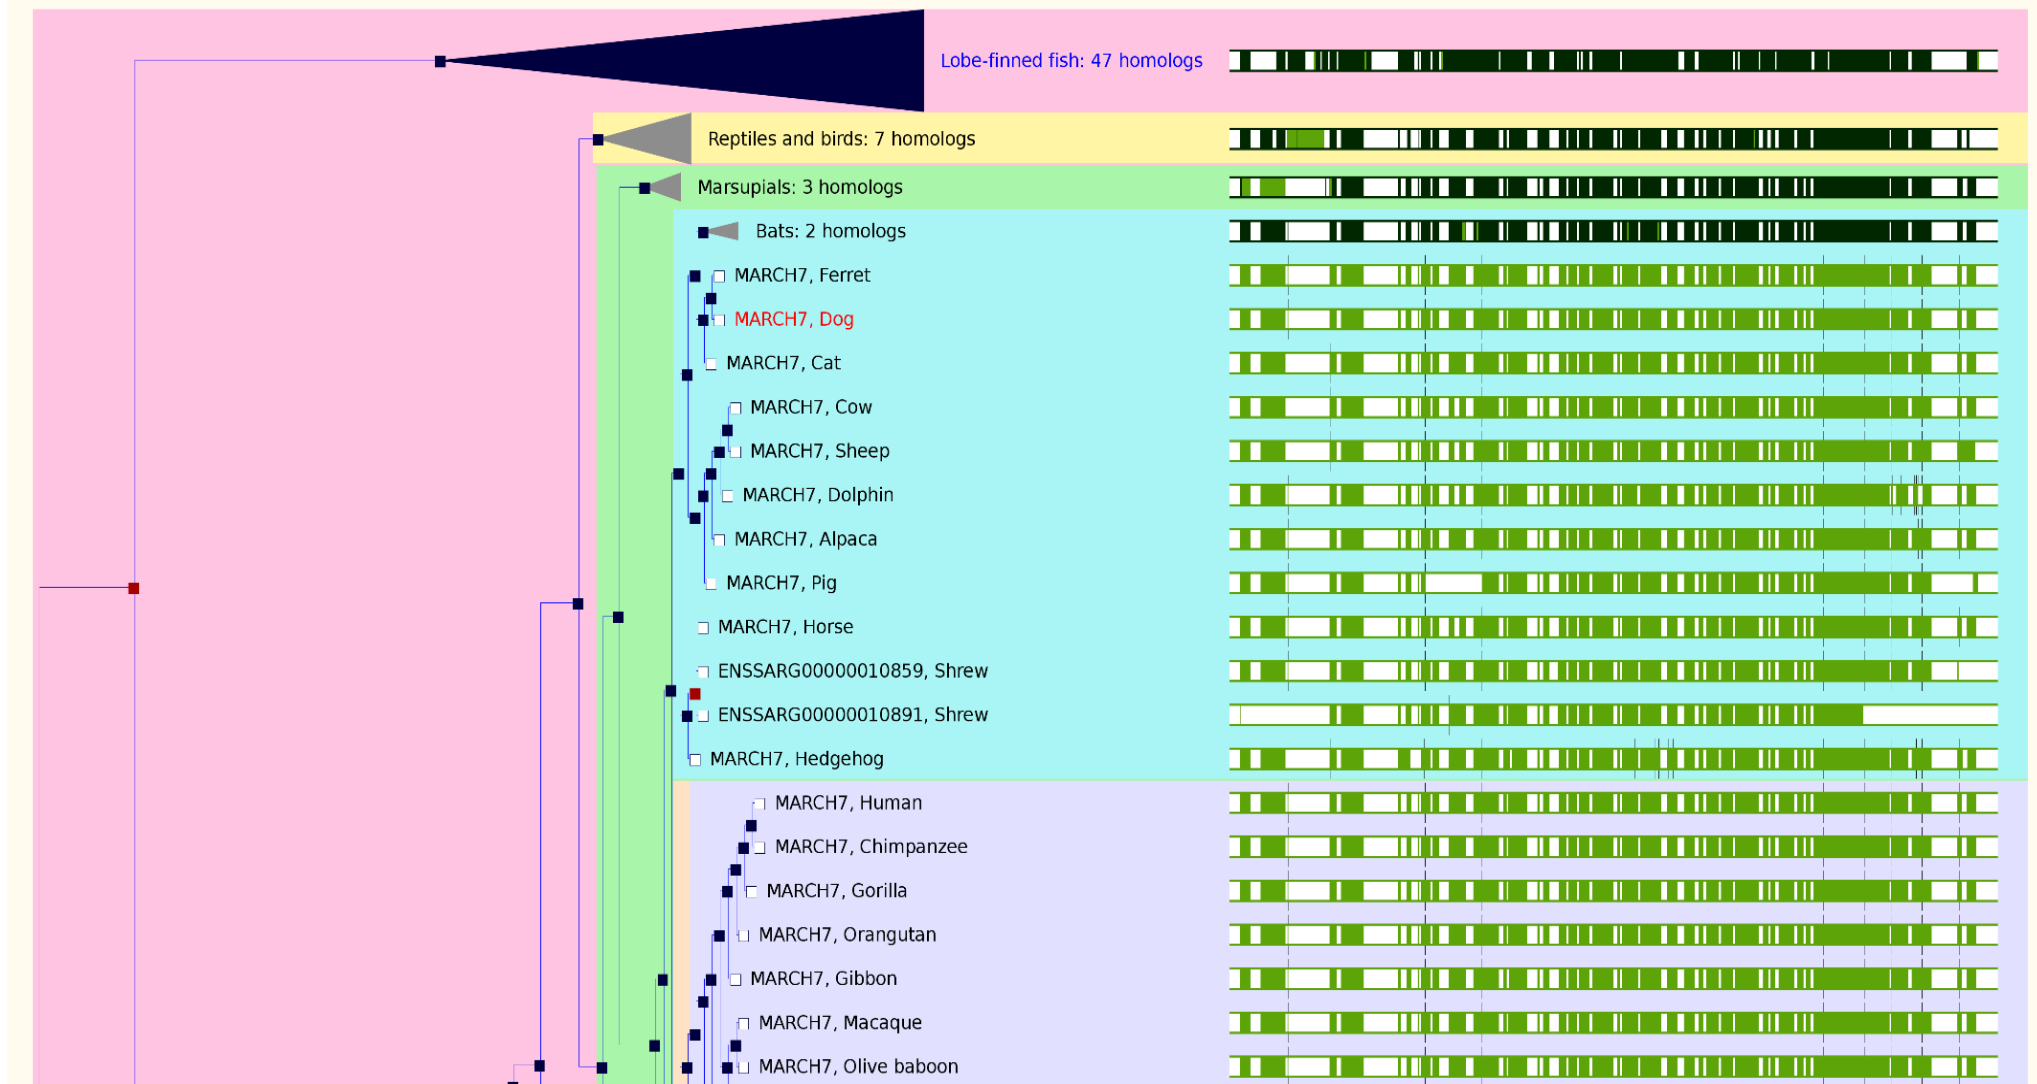 Lobe-finned fish: 47 homologs
Reptiles and birds: 7 homologs
Marsupials: 3 homologs
Bats: 2 homologs
MARCH7, Ferret
MARCH7, Dog
MARCH7, Cat
MARCH7, Cow
MARCH7, Sheep
MARCH7, Dolphin
MARCH7, Alpaca
MARCH7, Pig
MARCH7, Horse
ENSSARG00000010859, Shrew
ENSSARG00000010891, Shrew
MARCH7, Hedgehog
MARCH7, Human
MARCH7, Chimpanzee
MARCH7, Gorilla
MARCH7, Orangutan
MARCH7, Gibbon
MARCH7, Macaque
MARCH7, Olive baboon